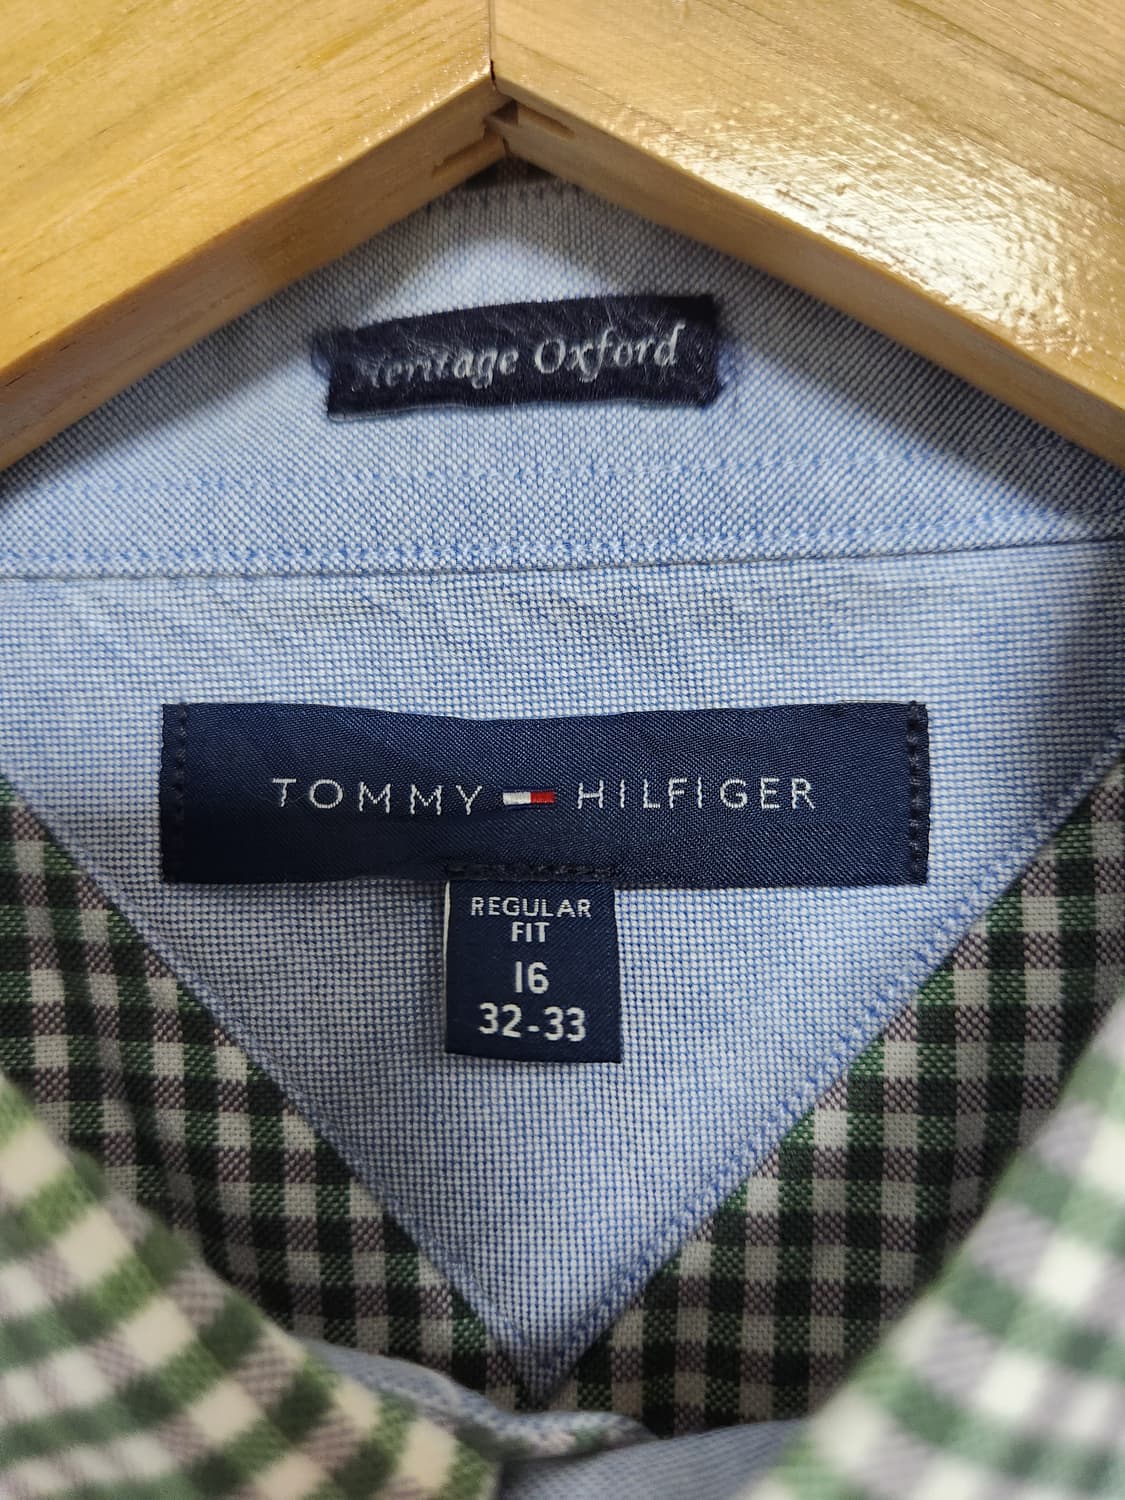 Heritage Oxford
TOMMY HILFIGER
REGULAR
FIT
16
32-33